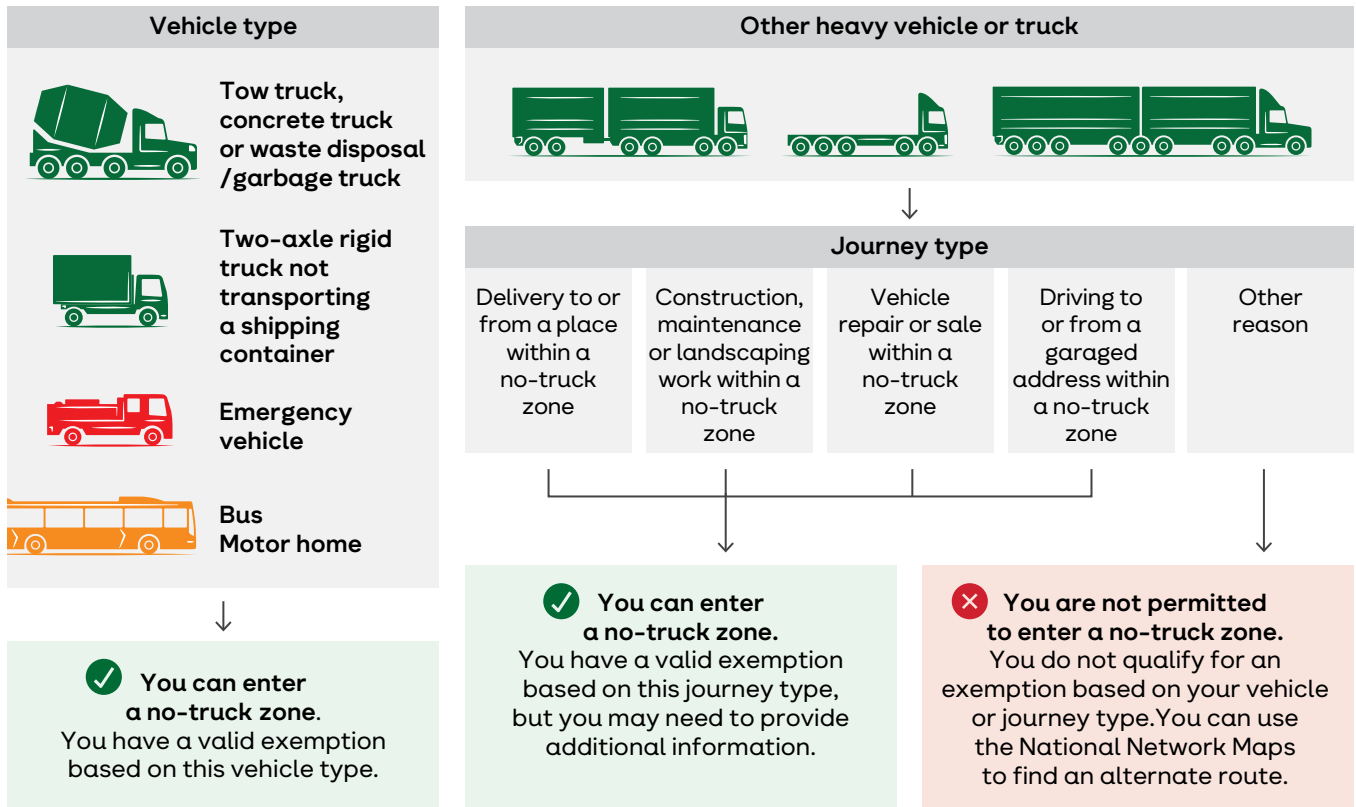 Vehicle type
Tow truck,
concrete truck
or waste disposal
/garbage truck
Two-axle rigid
truck not
transporting
a shipping
container
Emergency
vehicle
Bus
Motor home
You can enter
a no-truck zone.
You have a valid exemption
based on this vehicle type.
Other heavy vehicle or truck
Journey type
Delivery to or
from a place
within a
no-truck
zone
Construction,
maintenance
or landscaping
work within a
no-truck
zone
Vehicle
repair or sale
within a
no-truck
zone
Driving to
or from a
garaged
address within
a no-truck
zone
Other
reason
You can enter
a no-truck zone.
You have a valid exemption
based on this journey type,
but you may need to provide
additional information.
You are not permitted
to enter a no-truck zone.
You do not qualify for an
exemption based on your vehicle
or journey type.You can use
the National Network Maps
to find an alternate route.